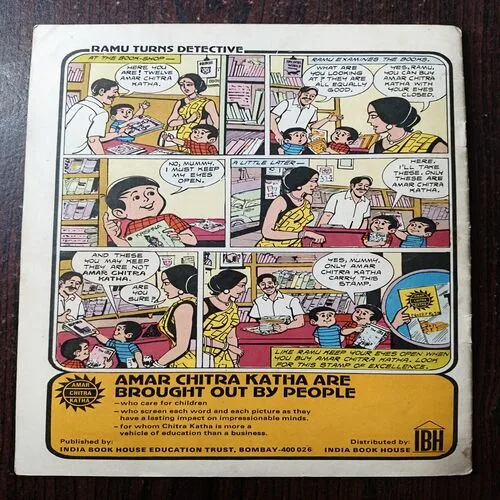 RAMU TURNS DETECTIVE
AT THE BOOK-SHOP —
HERE YOU
ARE! TWELVE
AMAR CHITRA
KATHA.
RAMU EXAMINES THE BOOKS.
WHAT ARE
YOU LOOKING
AT? THEY ARE
ALL EQUALLY
GOOD.
YES, RAMU,
YOU CAN BUY
AMAR CHITRA
KATHA WITH
YOUR EYES
CLOSED.
NO, MUMMY,
I MUST KEEP
MY EYES
OPEN.
A LITTLE LATER—
HERE,
I'LL TAKE
THESE. ONLY
THESE ARE
AMAR CHITRA
KATHA.
AND THESE
YOU MAY KEEP
THEY ARE NOT
AMAR CHITRA
KATHA.
ARE
YOU
SURE?
YES, MUMMY.
ONLY AMAR
CHITRA KATHA
CARRY THIS
STAMP.
LIKE RAMU KEEP YOUR EYES OPEN WHEN
YOU BUY AMAR CHITRA KATHA. LOOK
FOR THIS STAMP OF EXCELLENCE.
AMAR
CHITRA
KATHA
AMAR CHITRA KATHA ARE
BROUGHT OUT BY PEOPLE
—who care for children
—who screen each word and each picture as they
have a lasting impact on impressionable minds.
—for whom Chitra Katha is more a
vehicle of education than a business.
Published by:
INDIA BOOK HOUSE EDUCATION TRUST, BOMBAY-400 026
Distributed by:
INDIA BOOK HOUSE
IBH